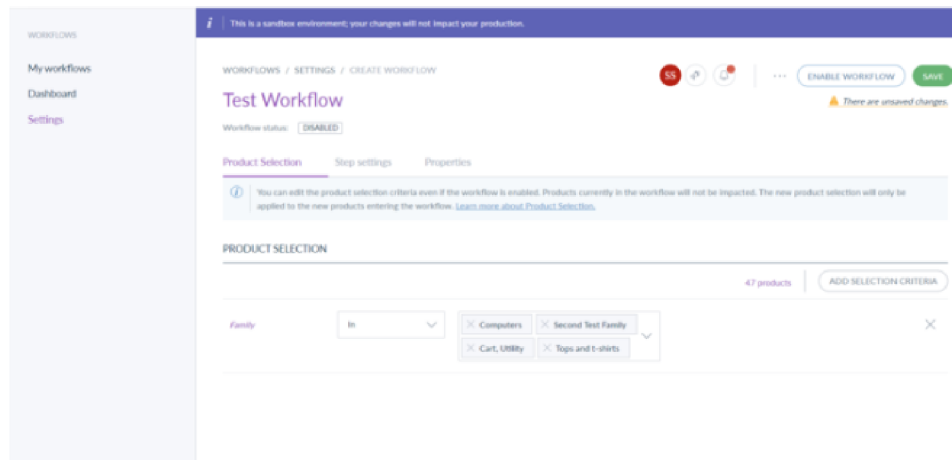 This is a sandbox environment; your changes will not impact your production.
WORKFLOWS
My workflows
Dashboard
Settings
WORKFLOWS / SETTINGS / CREATE WORKFLOW
SS
ENABLE WORKFLOW
SAVE
Test Workflow
There are unsaved changes.
Workflow status: DISABLED
Product Selection Step settings Properties
You can edit the product selection criteria even if the workflow is enabled. Products currently in the workflow will not be impacted. The new product selection will only be
applied to the new products entering the workflow. Learn more about Product Selection.
PRODUCT SELECTION
47 products
ADD SELECTION CRITERIA
Family
In
Computers
Second Test Family
Cart, Utility
Tops and t-shirts